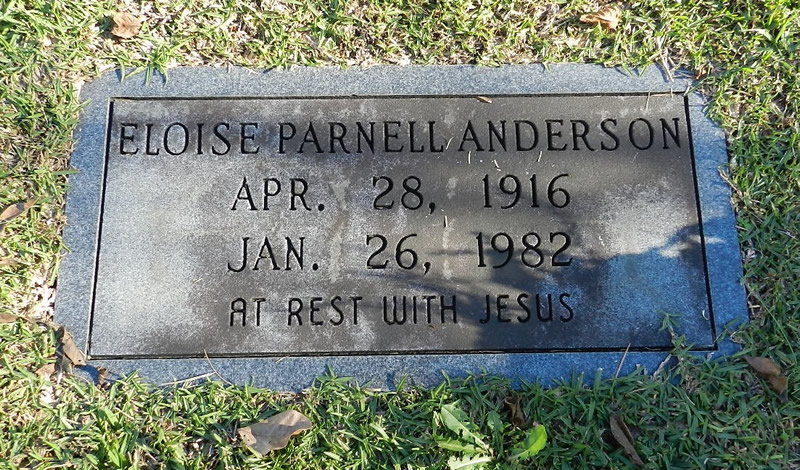 ELOISE PARNELL ANDERSON
APR. 28, 1916
JAN. 26, 1982
AT REST WITH JESUS